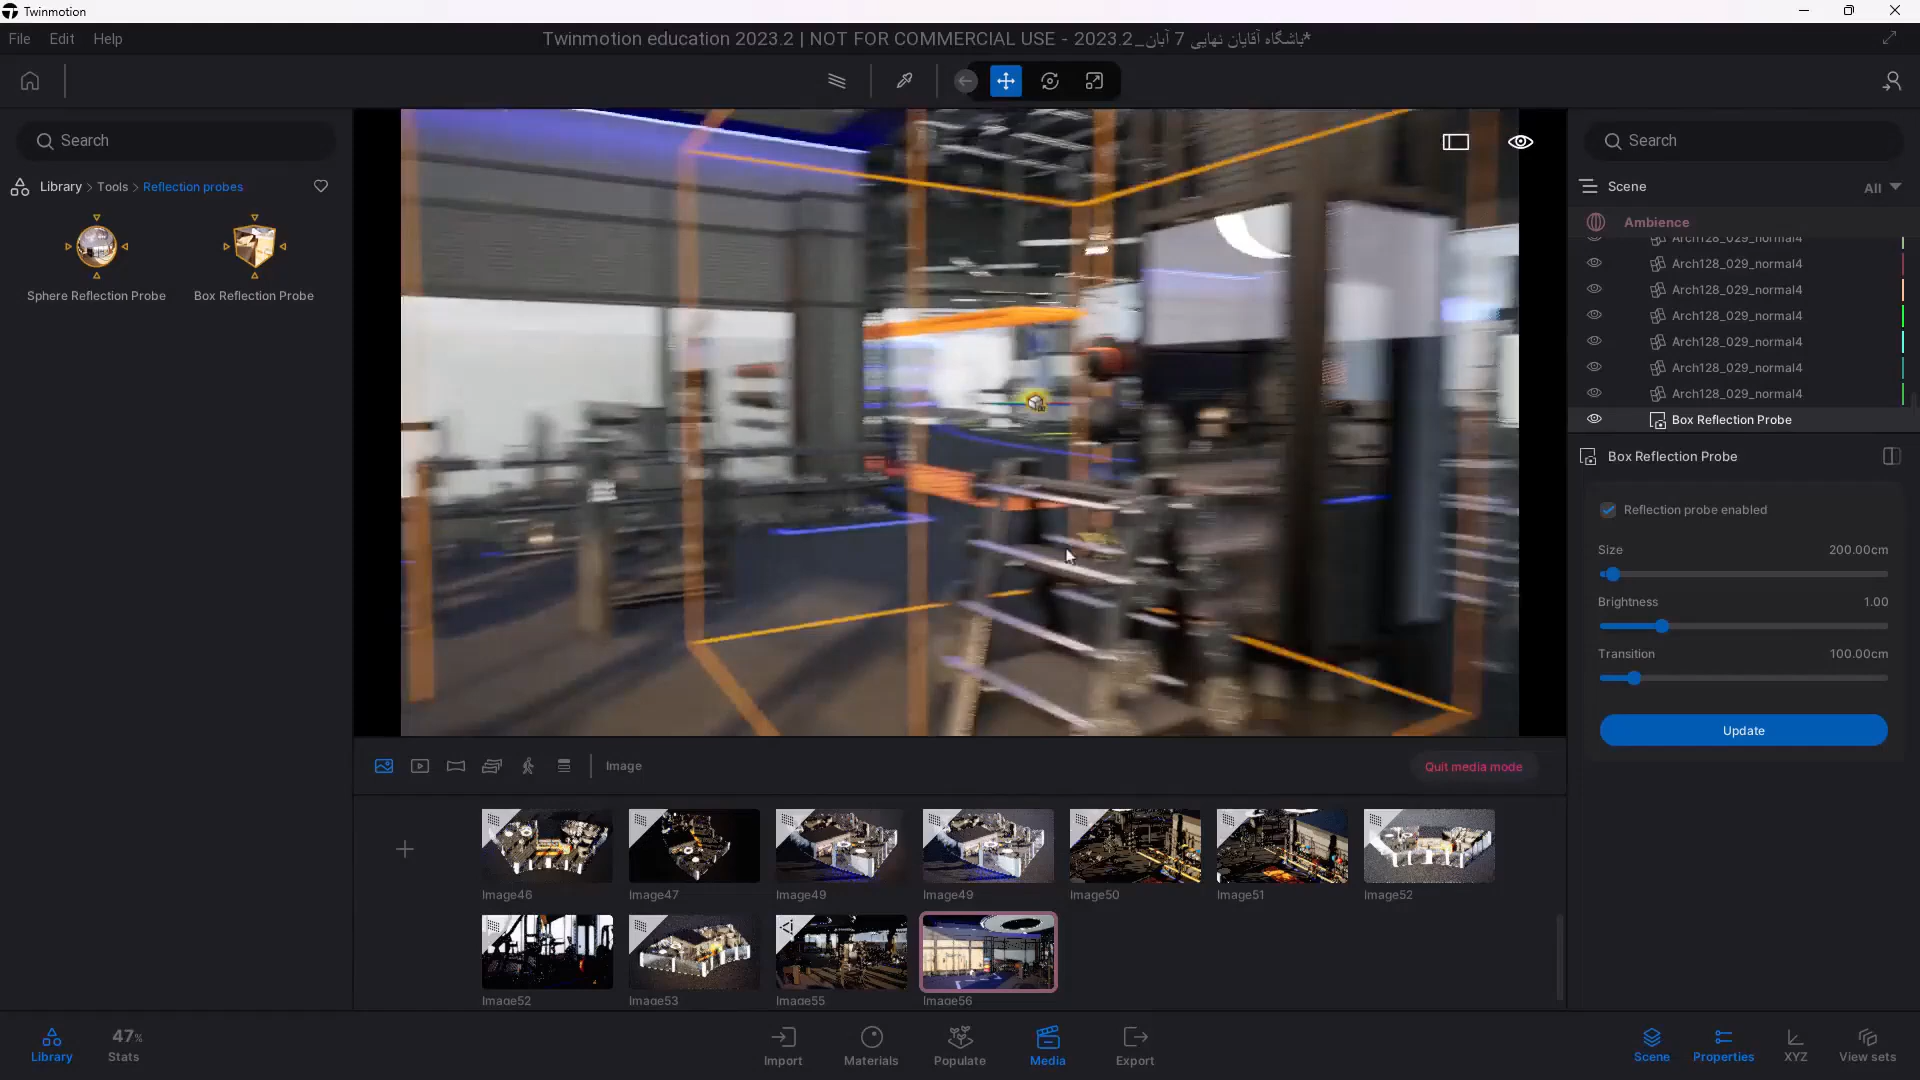 Twinmotion
File Edit Help
Twinmotion education 2023.2 | NOT FOR COMMERCIAL USE - 2023.2_باشگاه آقایان نهایی 7 آبان*
Search
Search
Library > Tools > Reflection probes
Scene
All
Ambience
Sphere Reflection Probe
Box Reflection Probe
Arch128_029_normal4
Arch128_029_normal4
Arch128_029_normal4
Arch128_029_normal4
Arch128_029_normal4
Arch128_029_normal4
Arch128_029_normal4
Box Reflection Probe
Box Reflection Probe
Reflection probe enabled
Size 200.00cm
Brightness 1.00
Transition 100.00cm
Update
Image
Quit media mode
Image46
Image47
Image49
Image49
Image50
Image51
Image52
Image52
Image53
Image55
Image56
Library
47%
Stats
Import
Materials
Populate
Media
Export
Scene
Properties
XYZ
View sets